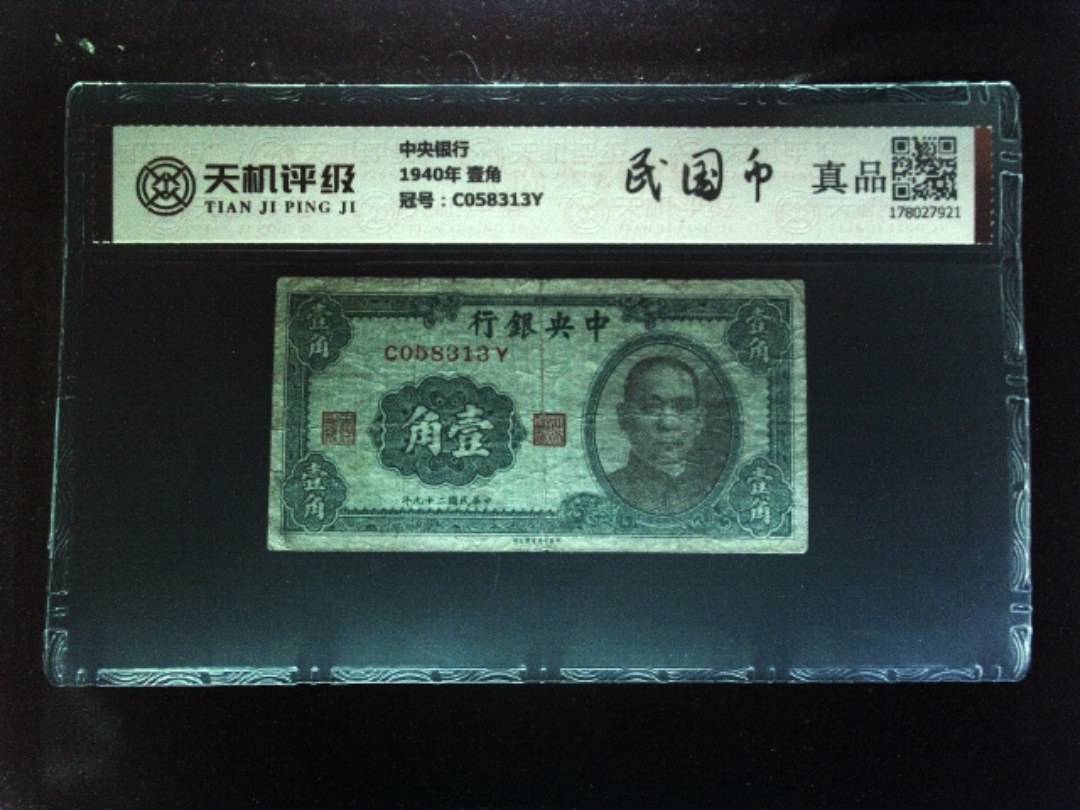 天机评级
TIAN JI PING JI
中央银行
1940年 壹角
冠号：C058313Y
民国币
真品
178027921
行銀央中
C058313Y
壹角
壹角
角壹
年九十二國民華中
壹角
壹角